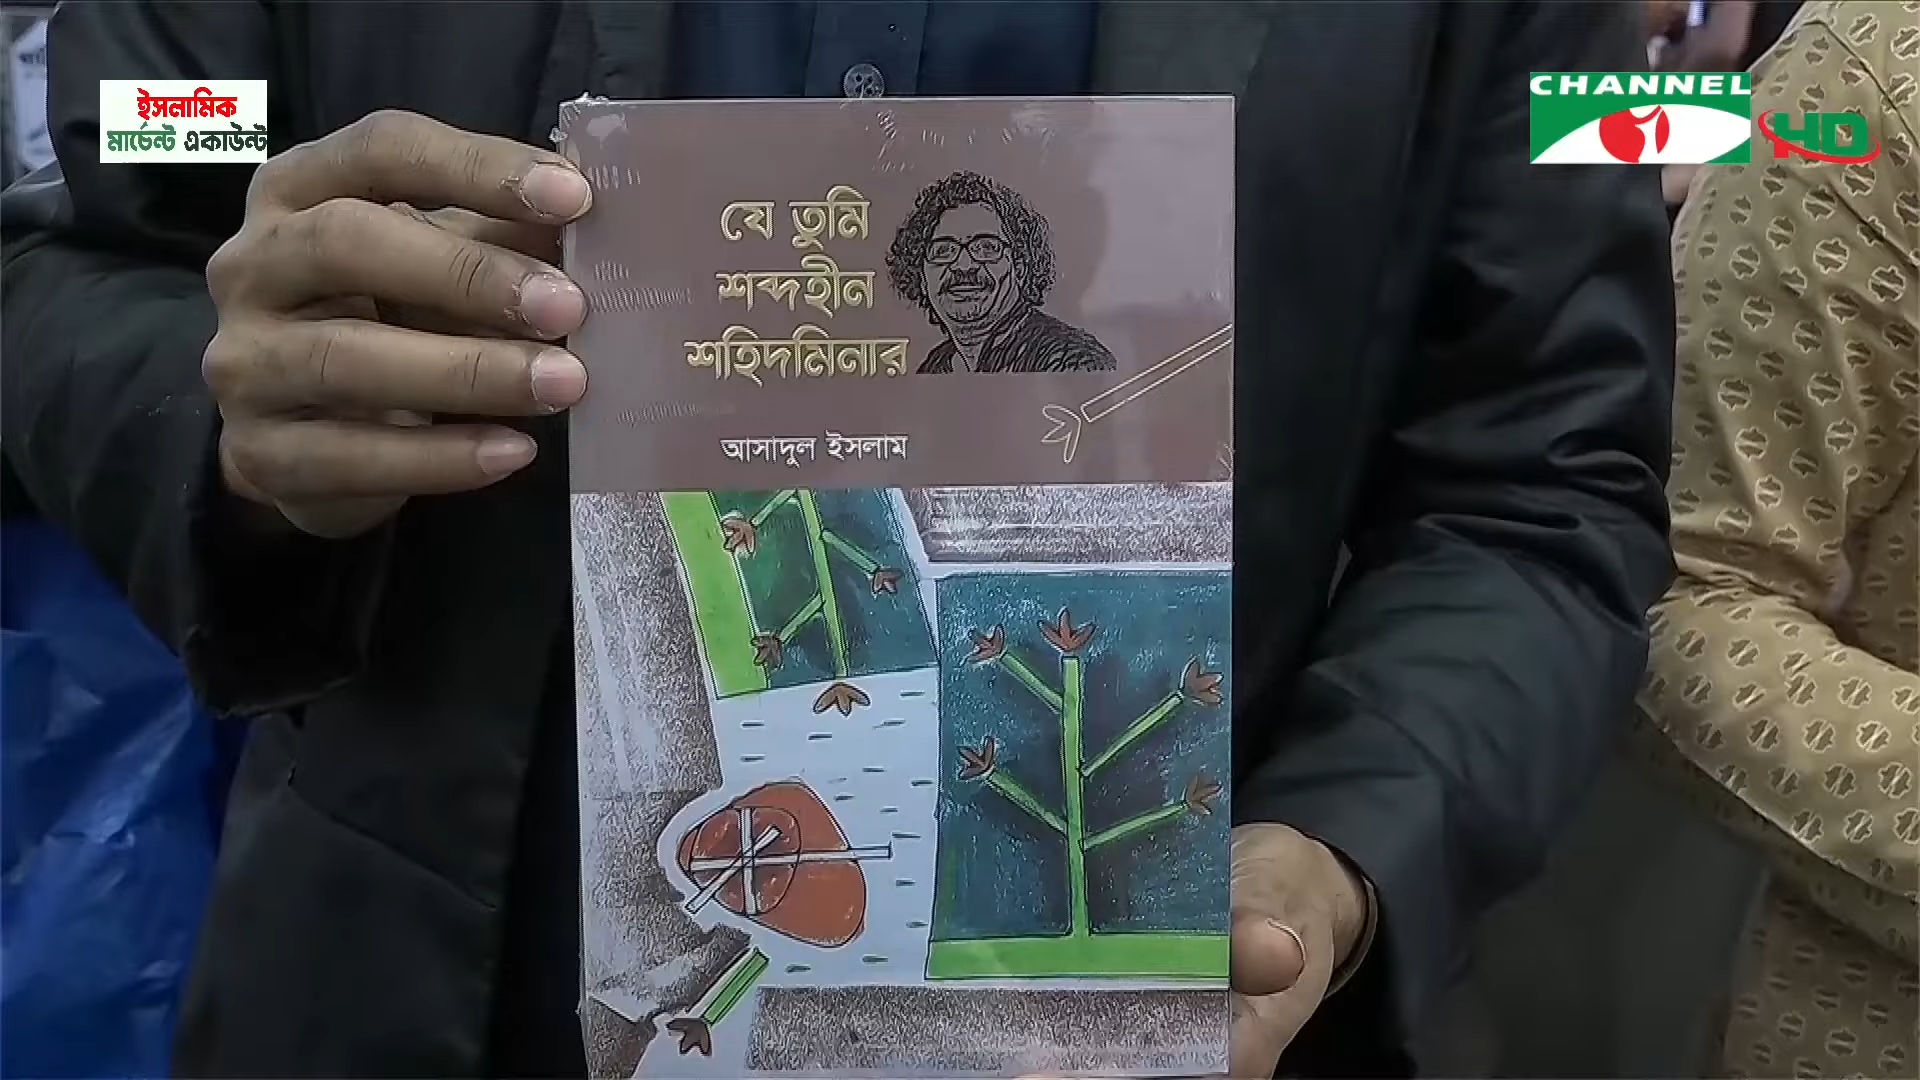 ইসলামিক
মার্চেন্ট একাউন্ট
CHANNEL
HD
যে তুমি
শব্দহীন
শহিদমিনার
আসাদুল ইসলাম